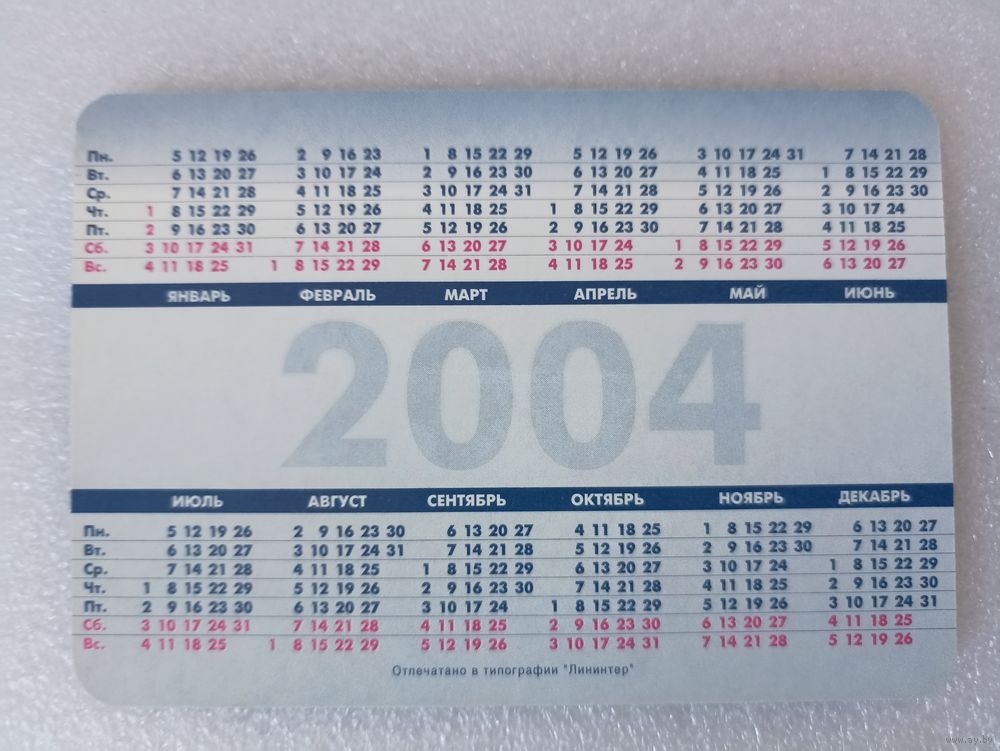 Пн. 5 12 19 26 2 9 16 23 1 8 15 22 29 5 12 19 26 3 10 17 24 31 7 14 21 28
Вт. 6 13 20 27 3 10 17 24 2 9 16 23 30 6 13 20 27 4 11 18 25 1 8 15 22 29
Ср. 7 14 21 28 4 11 18 25 3 10 17 24 31 7 14 21 28 5 12 19 26 2 9 16 23 30
Чт. 1 8 15 22 29 5 12 19 26 4 11 18 25 1 8 15 22 29 6 13 20 27 3 10 17 24
Пт. 2 9 16 23 30 6 13 20 27 5 12 19 26 2 9 16 23 30 7 14 21 28 4 11 18 25
Сб. 3 10 17 24 31 7 14 21 28 6 13 20 27 3 10 17 24 1 8 15 22 29 5 12 19 26
Вс. 4 11 18 25 1 8 15 22 29 7 14 21 28 4 11 18 25 2 9 16 23 30 6 13 20 27
ЯНВАРЬ ФЕВРАЛЬ МАРТ АПРЕЛЬ МАЙ ИЮНЬ
2004
ИЮЛЬ АВГУСТ СЕНТЯБРЬ ОКТЯБРЬ НОЯБРЬ ДЕКАБРЬ
Пн. 5 12 19 26 2 9 16 23 30 6 13 20 27 4 11 18 25 1 8 15 22 29 6 13 20 27
Вт. 6 13 20 27 3 10 17 24 31 7 14 21 28 5 12 19 26 2 9 16 23 30 7 14 21 28
Ср. 7 14 21 28 4 11 18 25 1 8 15 22 29 6 13 20 27 3 10 17 24 1 8 15 22 29
Чт. 1 8 15 22 29 5 12 19 26 2 9 16 23 30 7 14 21 28 4 11 18 25 2 9 16 23 30
Пт. 2 9 16 23 30 6 13 20 27 3 10 17 24 1 8 15 22 29 5 12 19 26 3 10 17 24 31
Сб. 3 10 17 24 31 7 14 21 28 4 11 18 25 2 9 16 23 30 6 13 20 27 4 11 18 25
Вс. 4 11 18 25 1 8 15 22 29 5 12 19 26 3 10 17 24 31 7 14 21 28 5 12 19 26
Отпечатано в типографии "Лининтер"
www.ay.by